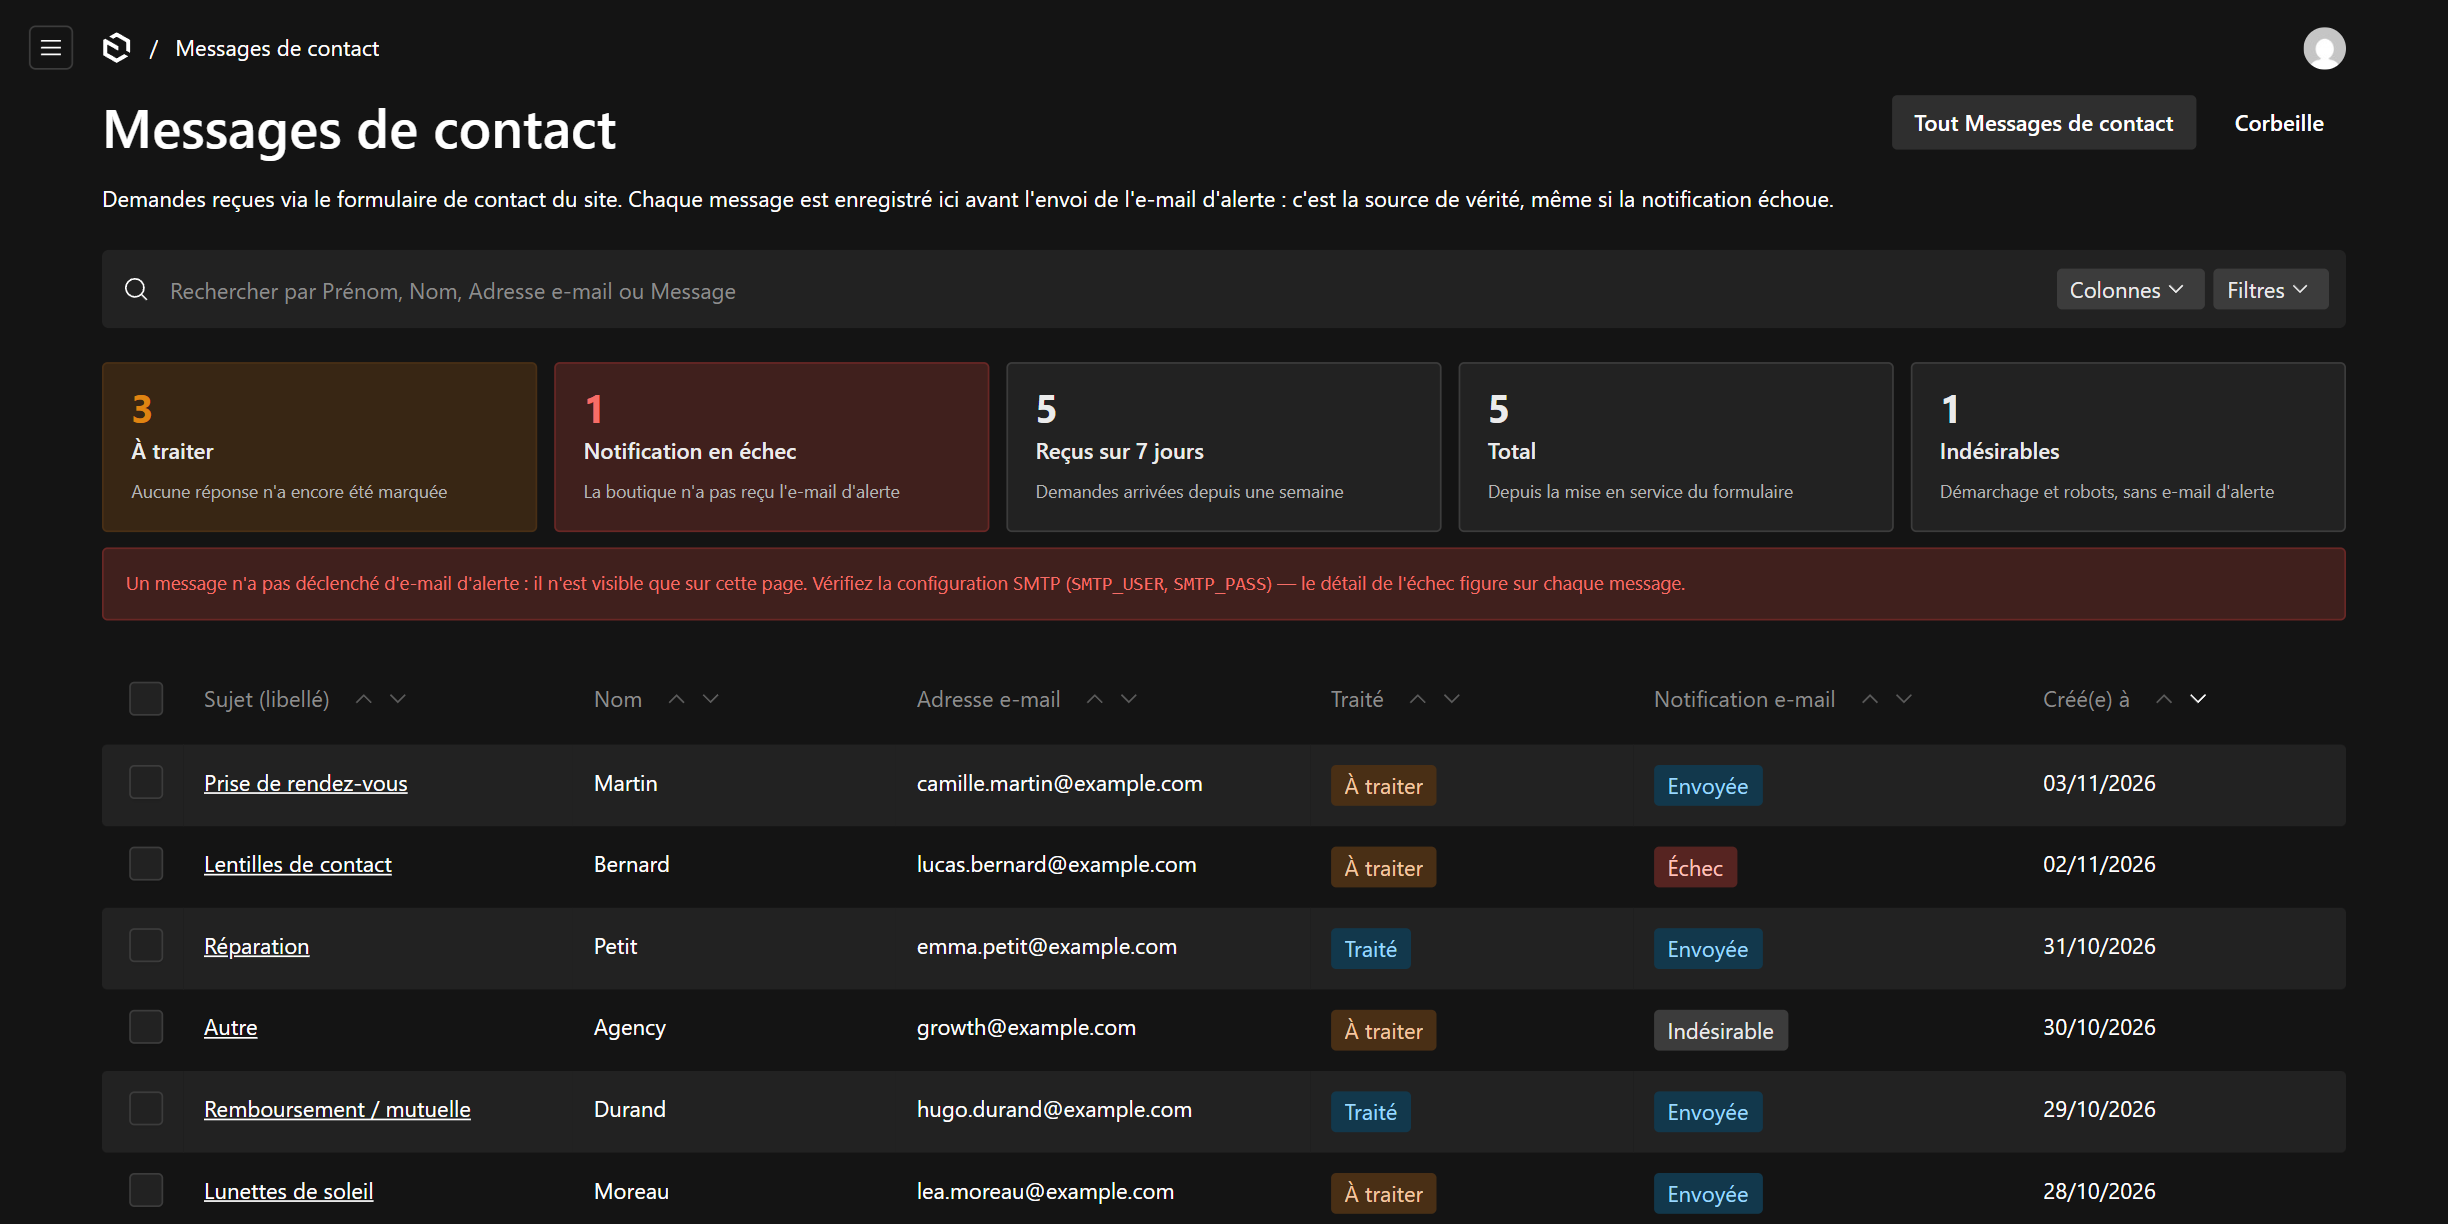 / Messages de contact
Messages de contact
Tout Messages de contact
Corbeille
Demandes reçues via le formulaire de contact du site. Chaque message est enregistré ici avant l'envoi de l'e-mail d'alerte : c'est la source de vérité, même si la notification échoue.
Rechercher par Prénom, Nom, Adresse e-mail ou Message
Colonnes
Filtres
3
À traiter
Aucune réponse n'a encore été marquée
1
Notification en échec
La boutique n'a pas reçu l'e-mail d'alerte
5
Reçus sur 7 jours
Demandes arrivées depuis une semaine
5
Total
Depuis la mise en service du formulaire
1
Indésirables
Démarchage et robots, sans e-mail d'alerte
Un message n'a pas déclenché d'e-mail d'alerte : il n'est visible que sur cette page. Vérifiez la configuration SMTP (SMTP_USER, SMTP_PASS) — le détail de l'échec figure sur chaque message.
Sujet (libellé) Nom Adresse e-mail Traité Notification e-mail Créé(e) à
Prise de rendez-vous Martin camille.martin@example.com À traiter Envoyée 03/11/2026
Lentilles de contact Bernard lucas.bernard@example.com À traiter Échec 02/11/2026
Réparation Petit emma.petit@example.com Traité Envoyée 31/10/2026
Autre Agency growth@example.com À traiter Indésirable 30/10/2026
Remboursement / mutuelle Durand hugo.durand@example.com Traité Envoyée 29/10/2026
Lunettes de soleil Moreau lea.moreau@example.com À traiter Envoyée 28/10/2026